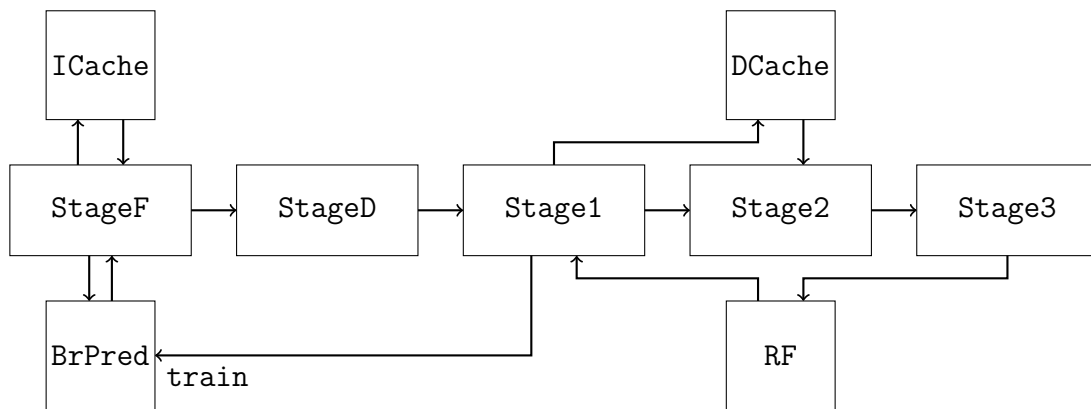 ICache
DCache
StageF
StageD
Stage1
Stage2
Stage3
BrPred
train
RF